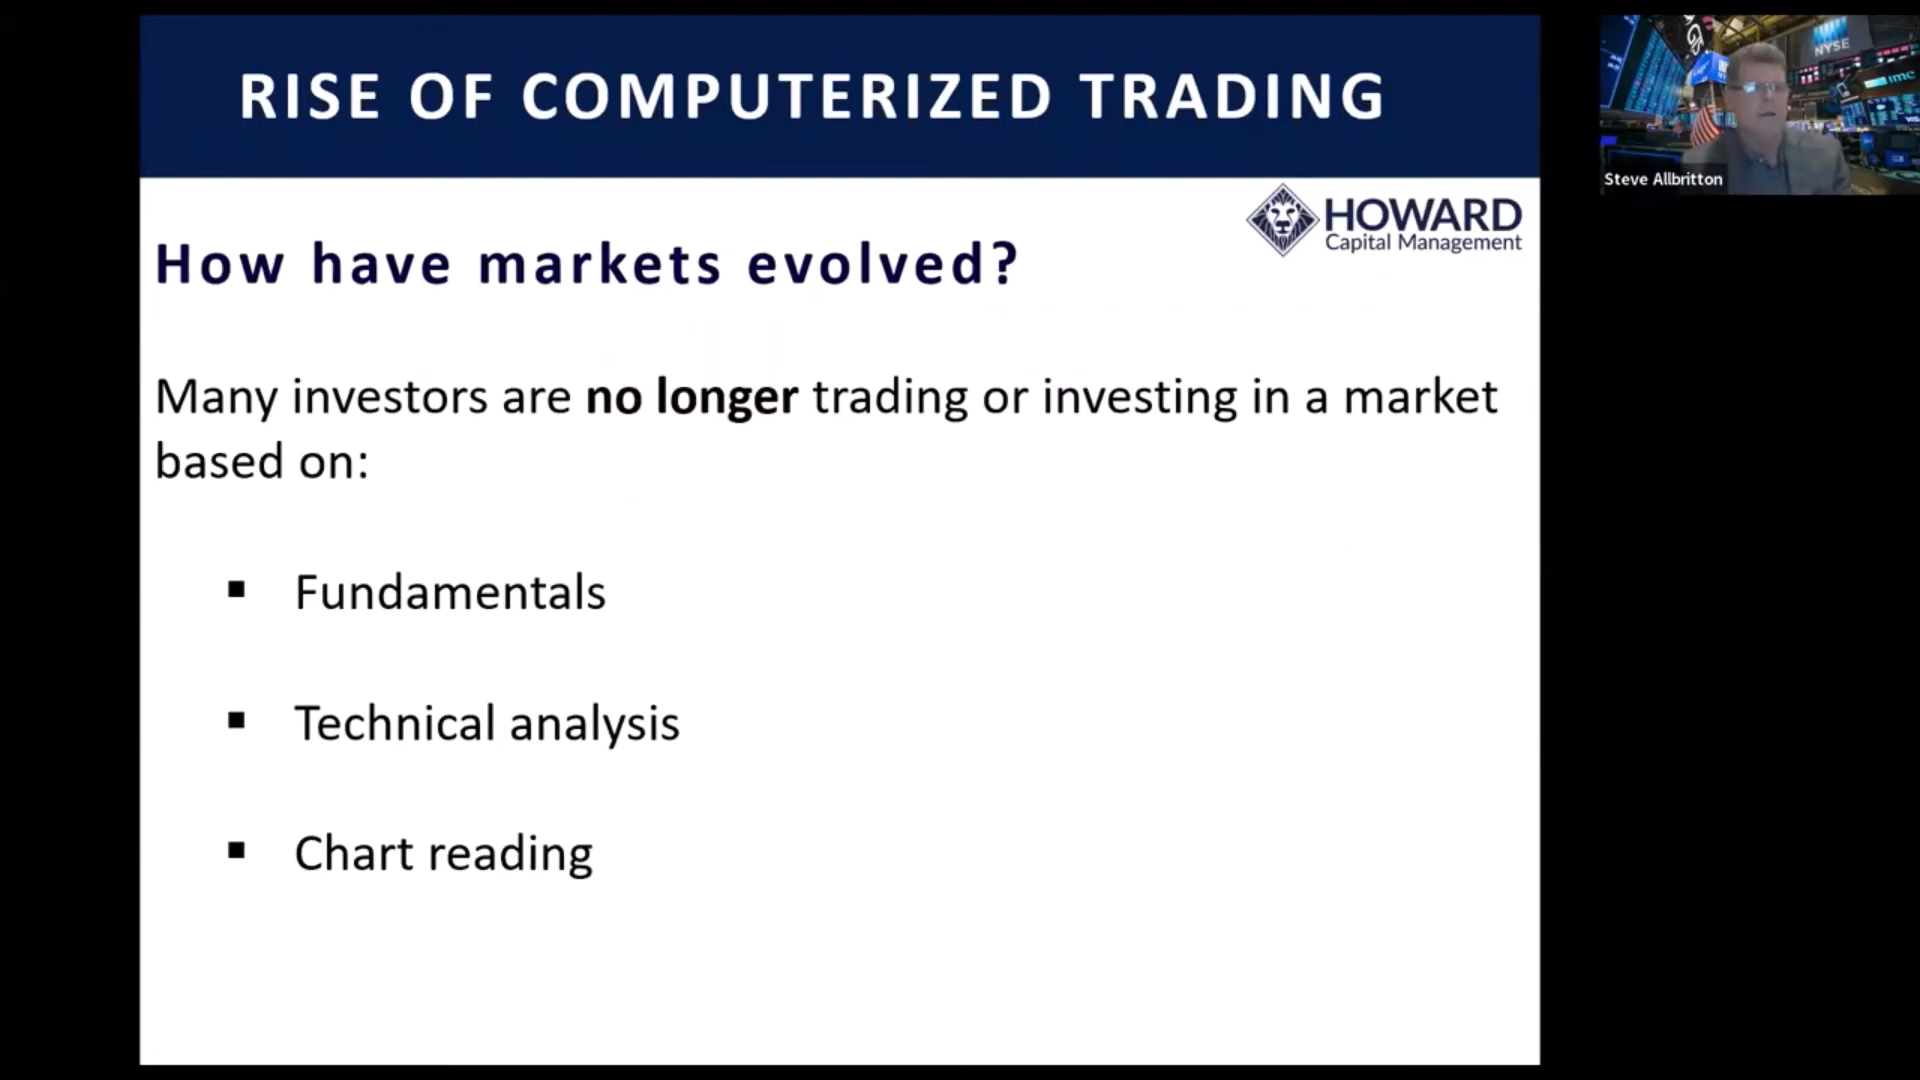 RISE OF COMPUTERIZED TRADING
HOWARD
Capital Management
How have markets evolved?
Many investors are no longer trading or investing in a market
based on:
▪ Fundamentals
▪ Technical analysis
▪ Chart reading
NYSE
imc
Steve Allbritton